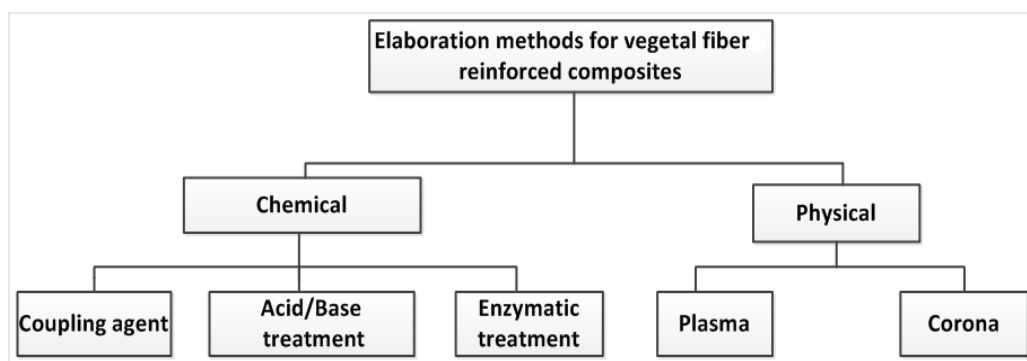 Elaboration methods for vegetal fiber
reinforced composites
Chemical
Physical
Coupling agent
Acid/Base
treatment
Enzymatic
treatment
Plasma
Corona